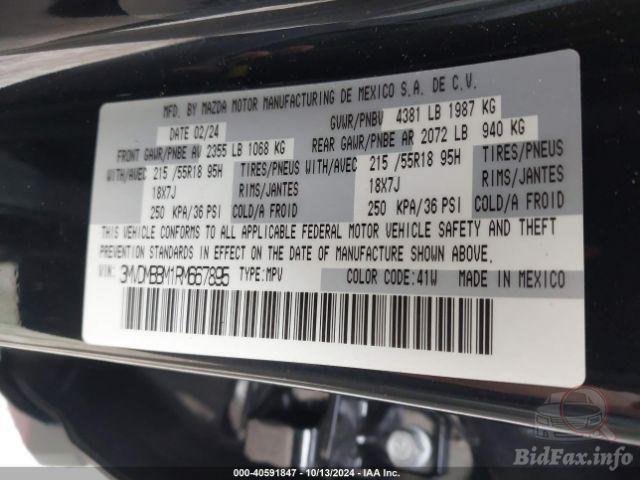 MFD. BY MAZDA MOTOR MANUFACTURING DE MEXICO S.A. DE C.V.
DATE 02/24 GVWR/PNBV 4381 LB 1987 KG
FRONT GAWR/PNBE AV 2355 LB 1068 KG REAR GAWR/PNBE AR 2072 LB 940 KG
WITH/AVEC 215 /55R18 95H TIRES/PNEUS WITH/AVEC 215 /55R18 95H TIRES/PNEUS
18X7J RIMS/JANTES 18X7J RIMS/JANTES
250 KPA/36 PSI COLD/A FROID 250 KPA/36 PSI COLD/A FROID
THIS VEHICLE CONFORMS TO ALL APPLICABLE FEDERAL MOTOR VEHICLE SAFETY AND THEFT
PREVENTION STANDARDS IN EFFECT ON THE DATE OF MANUFACTURE SHOWN ABOVE.
VIN: 3MVDMBBM1RM667895 TYPE: MPV COLOR CODE:41W MADE IN MEXICO
BidFax.info
000-40591847 - 10/13/2024 - IAA Inc.